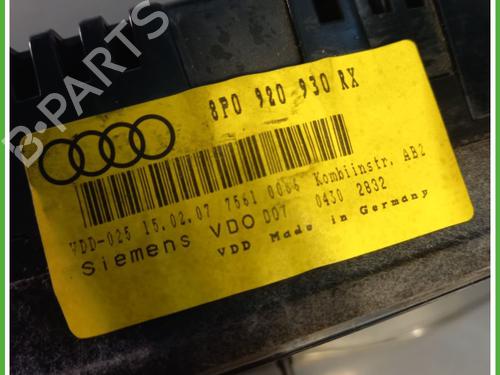 B-PARTS
8P0 920 930 RX
VDD-025 15.02.07 7561 0086 Kombiinstr. AB2
Siemens VDO D07 0430 2832
VDD Made in Germany